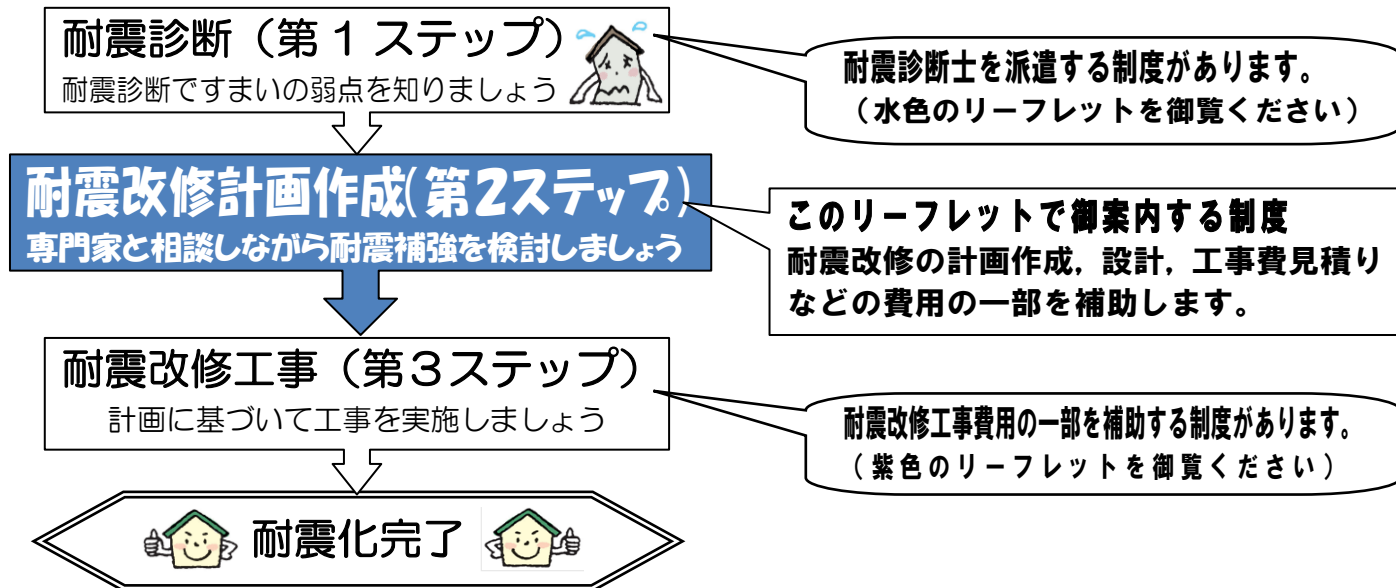 耐震診断（第１ステップ）
耐震診断ですまいの弱点を知りましょう
耐震診断士を派遣する制度があります。
（水色のリーフレットを御覧ください）
耐震改修計画作成(第2ステップ)
専門家と相談しながら耐震補強を検討しましょう
このリーフレットで御案内する制度
耐震改修の計画作成，設計，工事費見積り
などの費用の一部を補助します。
耐震改修工事（第３ステップ）
計画に基づいて工事を実施しましょう
耐震改修工事費用の一部を補助する制度があります。
（紫色のリーフレットを御覧ください）
耐震化完了